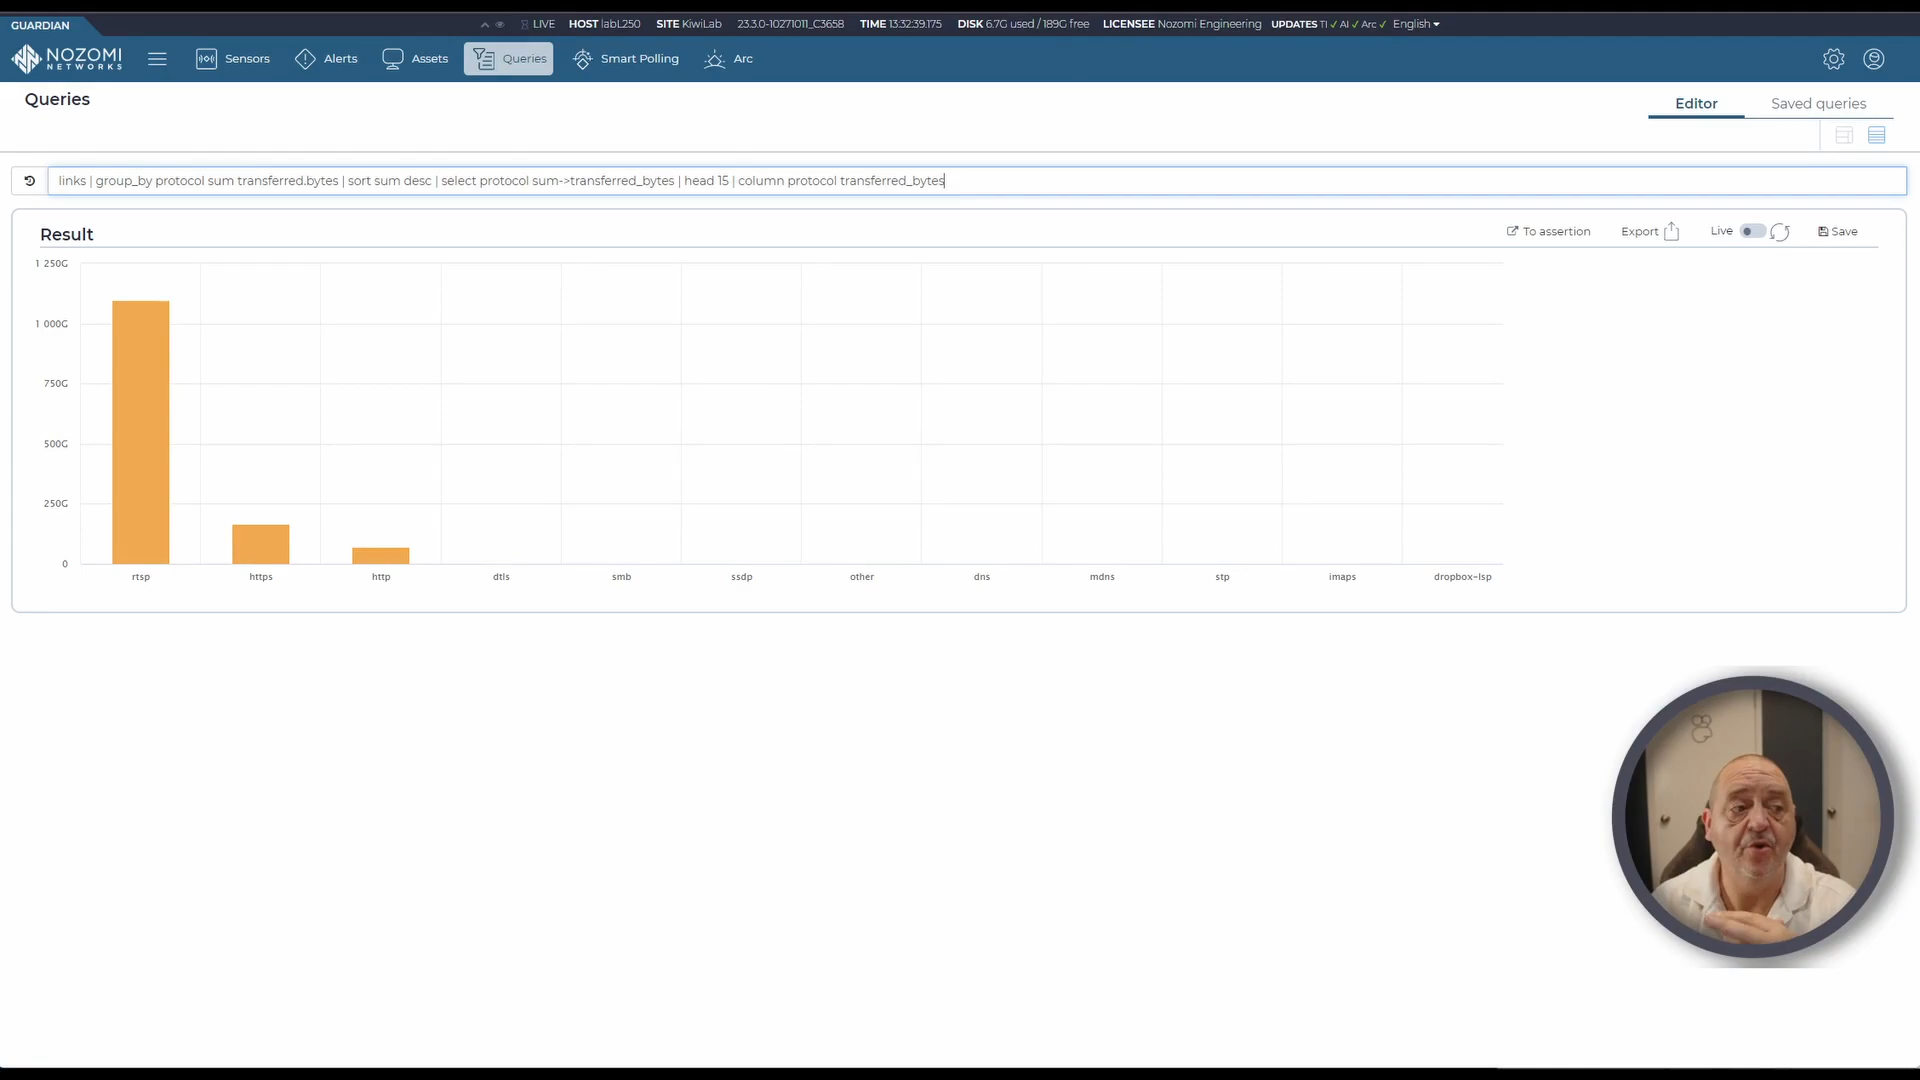 GUARDIAN
LIVE HOST labL250 SITE KiwiLab 23.3.0-10271011_C3658 TIME 13:32:39.175 DISK 6.7G used / 189G free LICENSEE Nozomi Engineering UPDATES TI ✓ AI ✓ Arc ✓ English
NOZOMI
NETWORKS
Sensors Alerts Assets Queries Smart Polling Arc
Queries
Editor Saved queries
links | group_by protocol sum transferred.bytes | sort sum desc | select protocol sum->transferred_bytes | head 15 | column protocol transferred_bytes
Result
To assertion Export Live Save
1 250G
1 000G
750G
500G
250G
0
rtsp https http dtls smb ssdp other dns mdns stp imaps dropbox-lsp